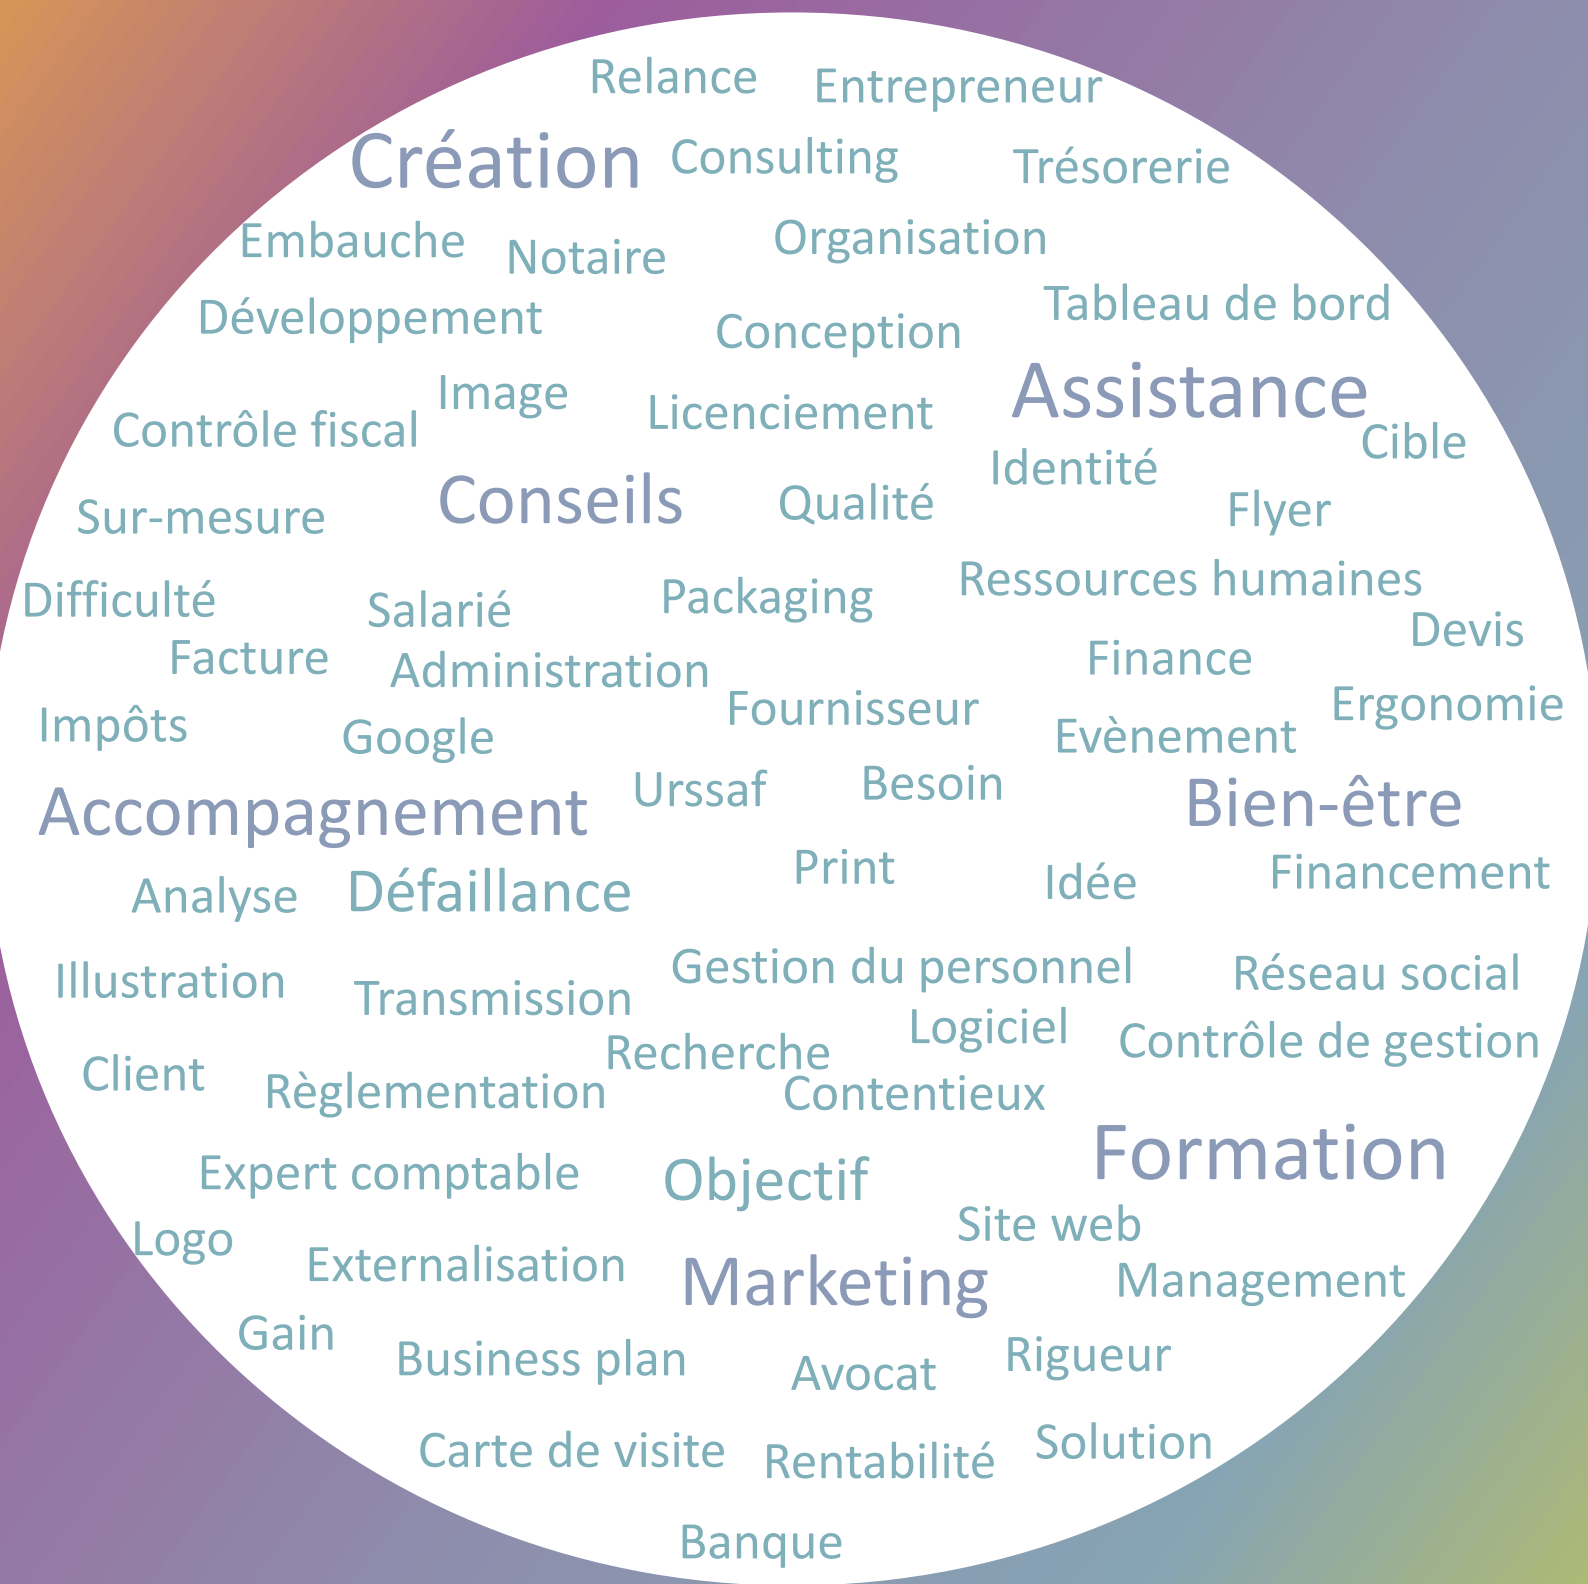 Relance
Entrepreneur
Création
Consulting
Trésorerie
Embauche
Notaire
Organisation
Développement
Conception
Tableau de bord
Image
Licenciement
Assistance
Contrôle fiscal
Cible
Identité
Conseils
Qualité
Sur-mesure
Flyer
Difficulté
Salarié
Packaging
Ressources humaines
Devis
Facture
Administration
Finance
Fournisseur
Ergonomie
Impôts
Google
Evènement
Urssaf
Besoin
Accompagnement
Bien-être
Print
Idée
Financement
Analyse
Défaillance
Illustration
Transmission
Gestion du personnel
Réseau social
Logiciel
Contrôle de gestion
Recherche
Client
Règlementation
Contentieux
Formation
Expert comptable
Objectif
Site web
Logo
Externalisation
Marketing
Management
Gain
Business plan
Avocat
Rigueur
Carte de visite
Rentabilité
Solution
Banque